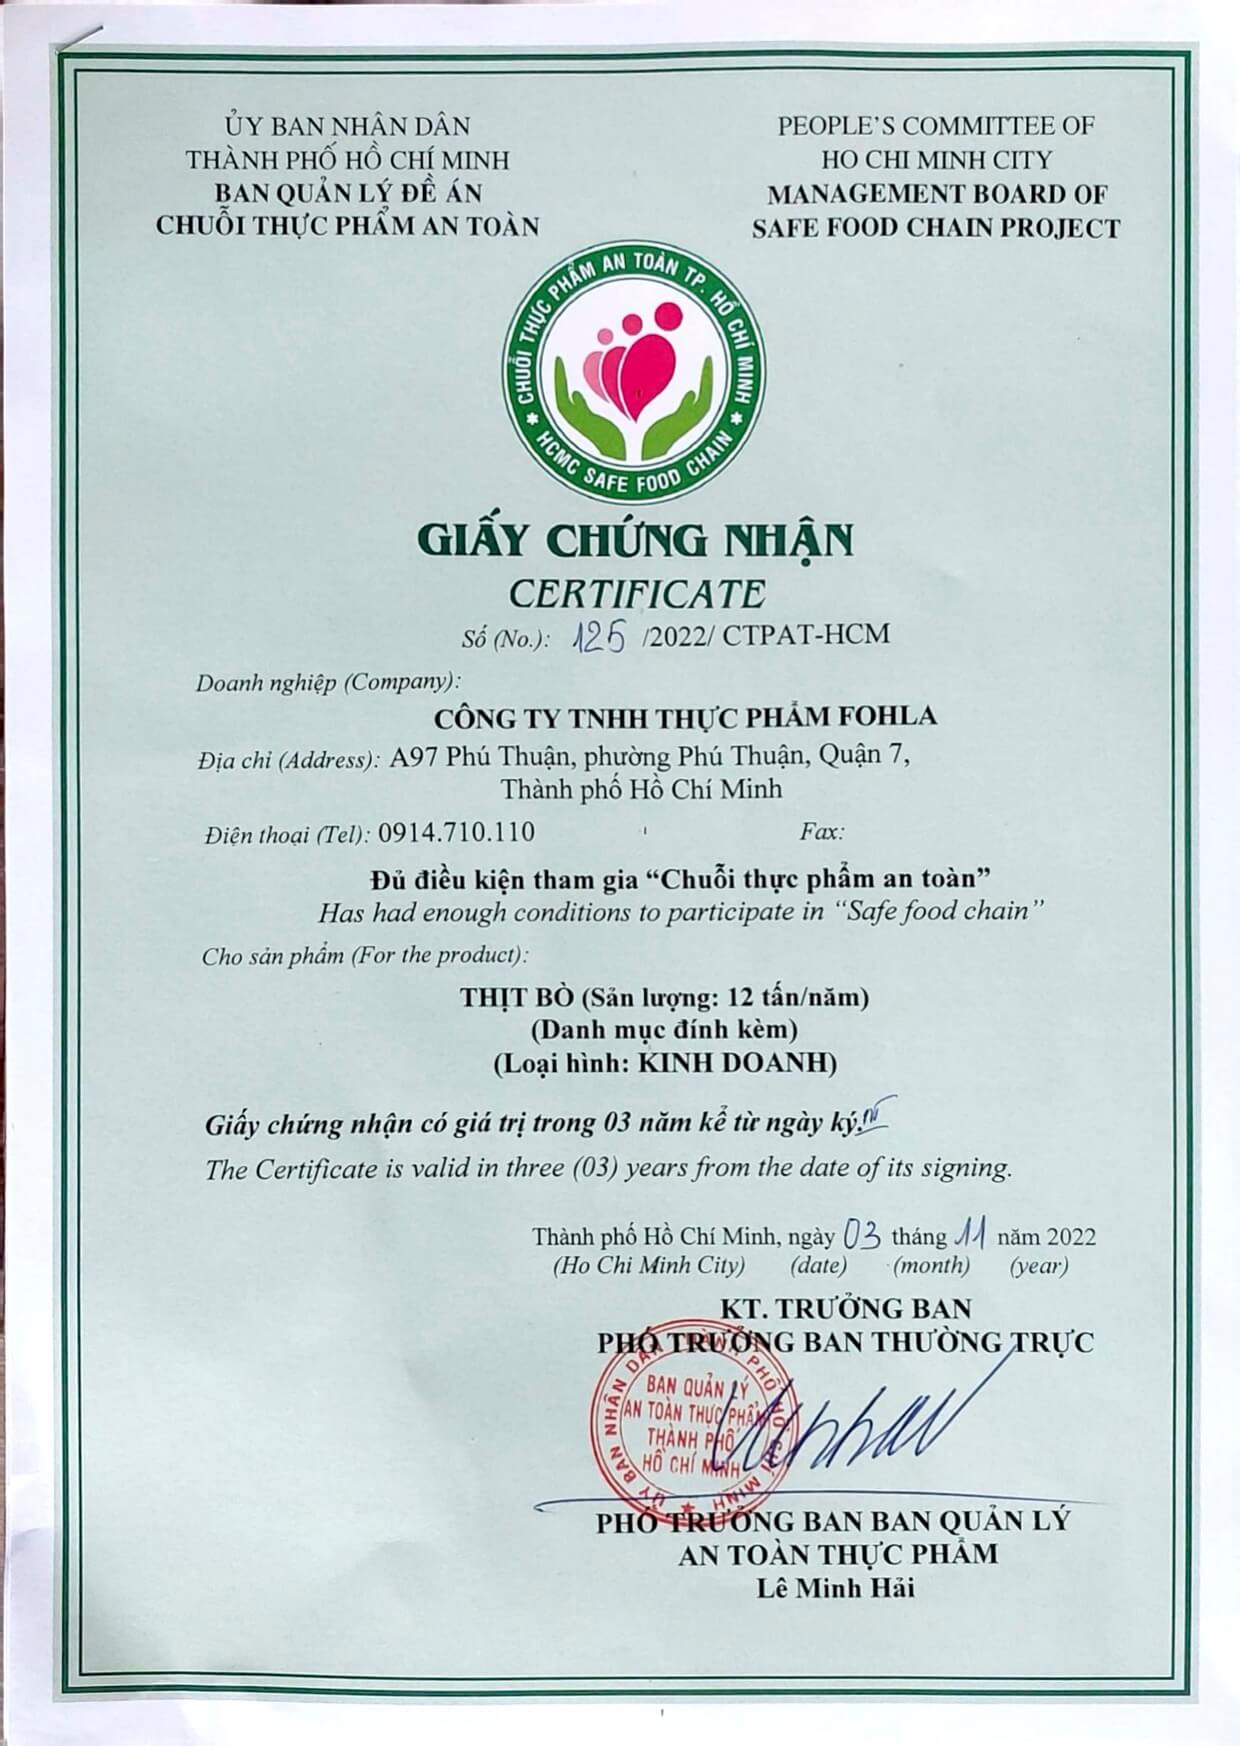 ỦY BAN NHÂN DÂN
THÀNH PHỐ HỒ CHÍ MINH
BAN QUẢN LÝ ĐỀ ÁN
CHUỖI THỰC PHẨM AN TOÀN
PEOPLE'S COMMITTEE OF
HO CHI MINH CITY
MANAGEMENT BOARD OF
SAFE FOOD CHAIN PROJECT
CHUỖI THỰC PHẨM AN TOÀN TP. HỒ CHÍ MINH
HCMC SAFE FOOD CHAIN
GIẤY CHỨNG NHẬN
CERTIFICATE
Số (No.): 125 /2022/ CTPAT-HCM
Doanh nghiệp (Company):
CÔNG TY TNHH THỰC PHẨM FOHLA
Địa chỉ (Address): A97 Phú Thuận, phường Phú Thuận, Quận 7,
Thành phố Hồ Chí Minh
Điện thoại (Tel): 0914.710.110 Fax:
Đủ điều kiện tham gia “Chuỗi thực phẩm an toàn”
Has had enough conditions to participate in “Safe food chain”
Cho sản phẩm (For the product):
THỊT BÒ (Sản lượng: 12 tấn/năm)
(Danh mục đính kèm)
(Loại hình: KINH DOANH)
Giấy chứng nhận có giá trị trong 03 năm kể từ ngày ký.
The Certificate is valid in three (03) years from the date of its signing.
Thành phố Hồ Chí Minh, ngày 03 tháng 11 năm 2022
(Ho Chi Minh City) (date) (month) (year)
KT. TRƯỞNG BAN
PHÓ TRƯỞNG BAN THƯỜNG TRỰC
ỦY BAN NHÂN DÂN THÀNH PHỐ HỒ CHÍ MINH
BAN QUẢN LÝ
AN TOÀN THỰC PHẨM
THÀNH PHỐ
HỒ CHÍ MINH
PHÓ TRƯỞNG BAN BAN QUẢN LÝ
AN TOÀN THỰC PHẨM
Lê Minh Hải